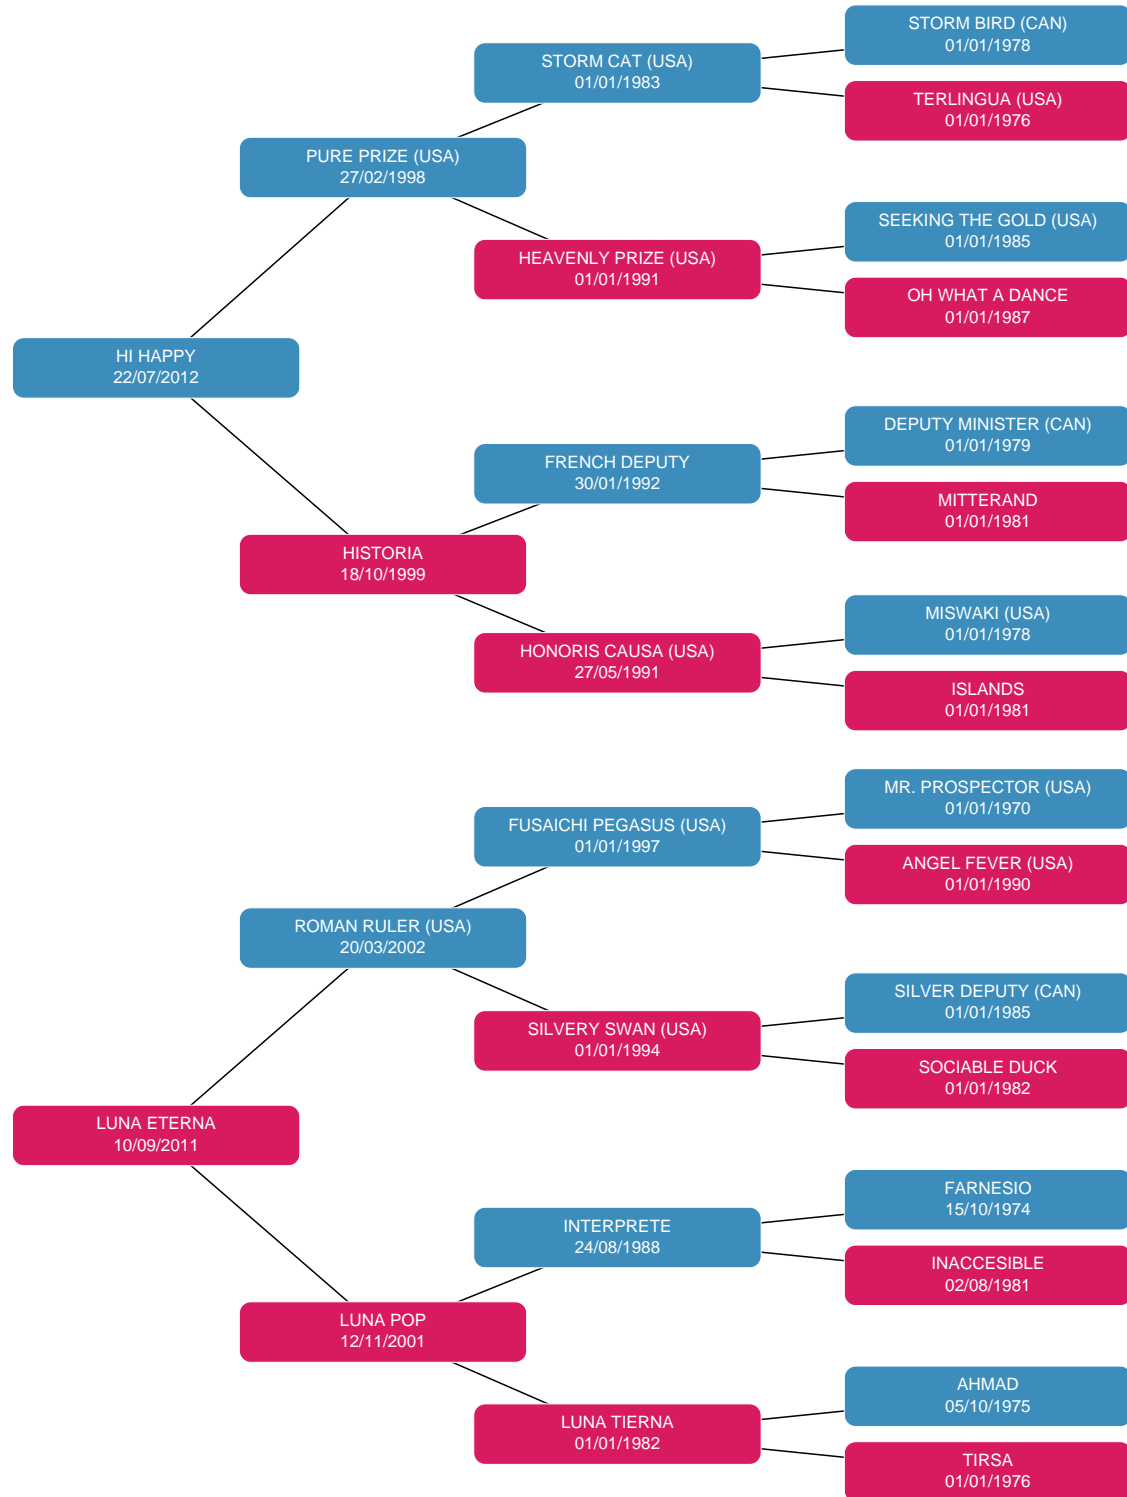 STORM BIRD (CAN)
01/01/1978
STORM CAT (USA)
01/01/1983
TERLINGUA (USA)
01/01/1976
PURE PRIZE (USA)
27/02/1998
SEEKING THE GOLD (USA)
01/01/1985
HEAVENLY PRIZE (USA)
01/01/1991
OH WHAT A DANCE
01/01/1987
HI HAPPY
22/07/2012
DEPUTY MINISTER (CAN)
01/01/1979
FRENCH DEPUTY
30/01/1992
MITTERAND
01/01/1981
HISTORIA
18/10/1999
MISWAKI (USA)
01/01/1978
HONORIS CAUSA (USA)
27/05/1991
ISLANDS
01/01/1981
MR. PROSPECTOR (USA)
01/01/1970
FUSAICHI PEGASUS (USA)
01/01/1997
ANGEL FEVER (USA)
01/01/1990
ROMAN RULER (USA)
20/03/2002
SILVER DEPUTY (CAN)
01/01/1985
SILVERY SWAN (USA)
01/01/1994
SOCIABLE DUCK
01/01/1982
LUNA ETERNA
10/09/2011
FARNESIO
15/10/1974
INTERPRETE
24/08/1988
INACCESIBLE
02/08/1981
LUNA POP
12/11/2001
AHMAD
05/10/1975
LUNA TIERNA
01/01/1982
TIRSA
01/01/1976